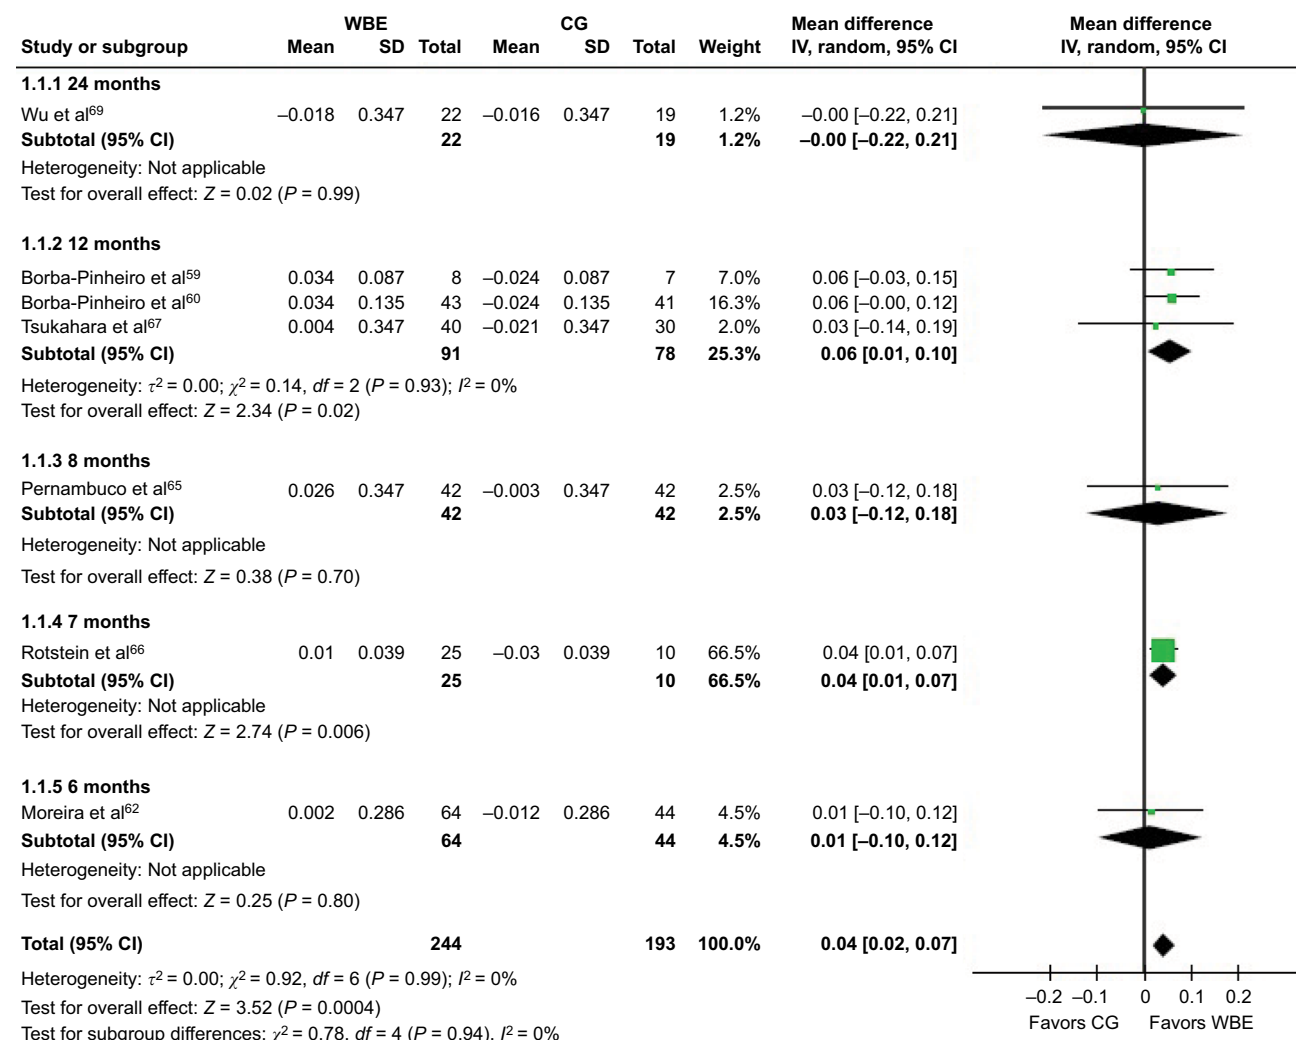 WBE CG Mean difference Mean difference
Study or subgroup Mean SD Total Mean SD Total Weight IV, random, 95% CI IV, random, 95% CI
1.1.1 24 months
Wu et al69 –0.018 0.347 22 –0.016 0.347 19 1.2% –0.00 [–0.22, 0.21]
Subtotal (95% CI) 22 19 1.2% –0.00 [–0.22, 0.21]
Heterogeneity: Not applicable
Test for overall effect: Z = 0.02 (P = 0.99)
1.1.2 12 months
Borba-Pinheiro et al59 0.034 0.087 8 –0.024 0.087 7 7.0% 0.06 [–0.03, 0.15]
Borba-Pinheiro et al60 0.034 0.135 43 –0.024 0.135 41 16.3% 0.06 [–0.00, 0.12]
Tsukahara et al67 0.004 0.347 40 –0.021 0.347 30 2.0% 0.03 [–0.14, 0.19]
Subtotal (95% CI) 91 78 25.3% 0.06 [0.01, 0.10]
Heterogeneity: τ2 = 0.00; χ2 = 0.14, df = 2 (P = 0.93); I2 = 0%
Test for overall effect: Z = 2.34 (P = 0.02)
1.1.3 8 months
Pernambuco et al65 0.026 0.347 42 –0.003 0.347 42 2.5% 0.03 [–0.12, 0.18]
Subtotal (95% CI) 42 42 2.5% 0.03 [–0.12, 0.18]
Heterogeneity: Not applicable
Test for overall effect: Z = 0.38 (P = 0.70)
1.1.4 7 months
Rotstein et al66 0.01 0.039 25 –0.03 0.039 10 66.5% 0.04 [0.01, 0.07]
Subtotal (95% CI) 25 10 66.5% 0.04 [0.01, 0.07]
Heterogeneity: Not applicable
Test for overall effect: Z = 2.74 (P = 0.006)
1.1.5 6 months
Moreira et al62 0.002 0.286 64 –0.012 0.286 44 4.5% 0.01 [–0.10, 0.12]
Subtotal (95% CI) 64 44 4.5% 0.01 [–0.10, 0.12]
Heterogeneity: Not applicable
Test for overall effect: Z = 0.25 (P = 0.80)
Total (95% CI) 244 193 100.0% 0.04 [0.02, 0.07]
Heterogeneity: τ2 = 0.00; χ2 = 0.92, df = 6 (P = 0.99); I2 = 0%
Test for overall effect: Z = 3.52 (P = 0.0004)
Test for subgroup differences: χ2 = 0.78, df = 4 (P = 0.94), I2 = 0%
–0.2 –0.1 0 0.1 0.2
Favors CG Favors WBE